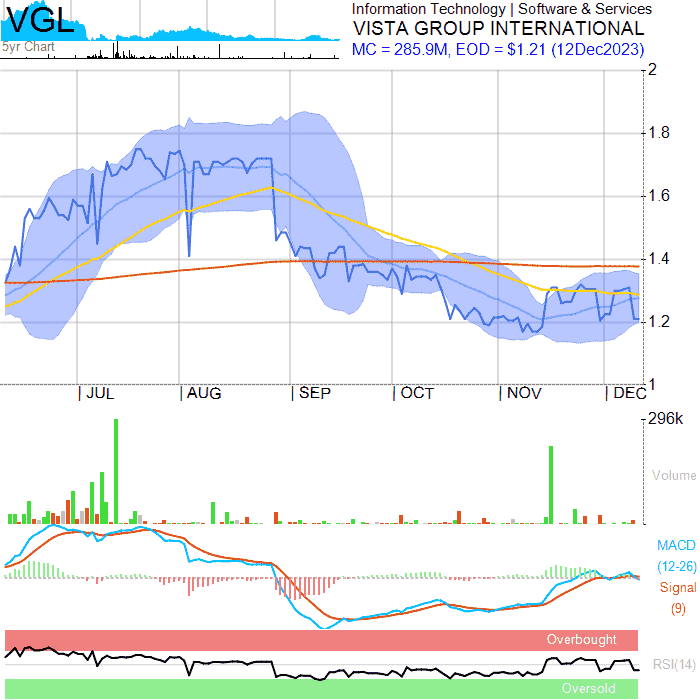 VGL
5yr Chart
Information Technology | Software & Services
VISTA GROUP INTERNATIONAL
MC = 285.9M, EOD = $1.21 (12Dec2023)
2
1.8
1.6
1.4
1.2
1
| JUL
| AUG
| SEP
| OCT
| NOV
| DEC
296k
Volume
MACD
(12-26)
Signal
(9)
Overbought
RSI(14)
Oversold